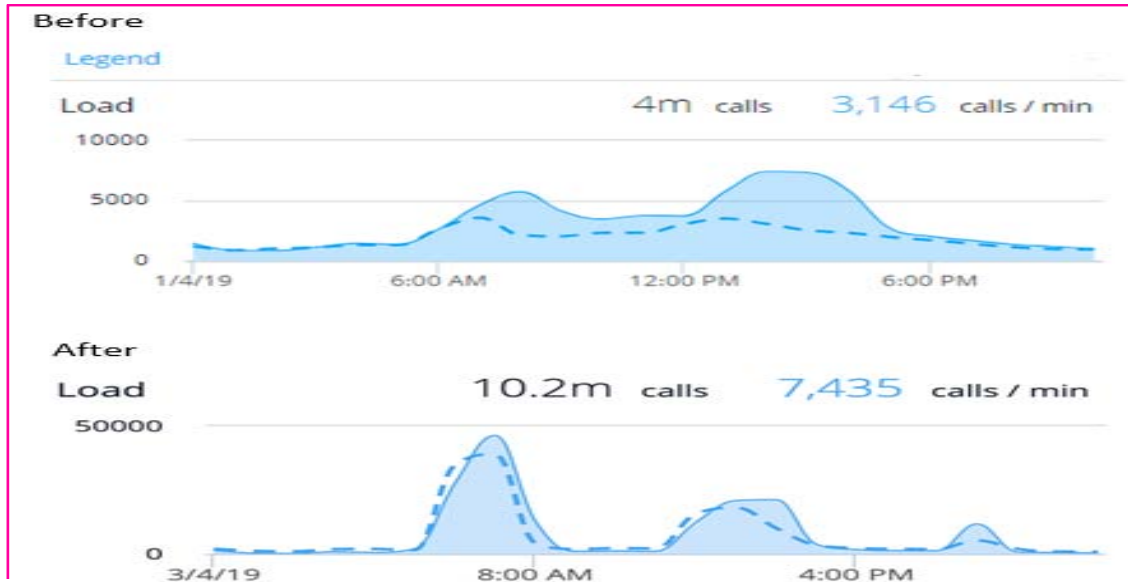 Before
Legend
Load 4m calls 3,146 calls / min
10000
5000
0
1/4/19 6:00 AM 12:00 PM 6:00 PM
After
Load 10.2m calls 7,435 calls / min
50000
0
3/4/19 8:00 AM 4:00 PM